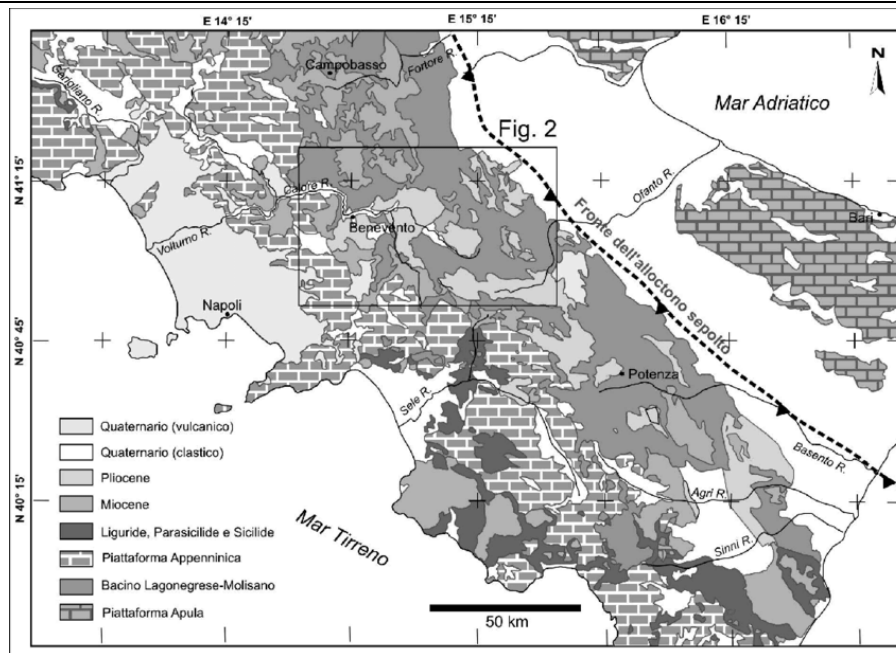 E 14° 15'
E 15° 15'
E 16° 15'
Campobasso
Fortore R.
Garigliano R.
Mar Adriatico
N
Fig. 2
N 41° 15'
Calore R.
Ofanto R.
Benevento
Bari
Volturno R.
Fronte dell'alloctono sepolto
Napoli
N 40° 45'
Potenza
Sele R.
Quaternario (vulcanico)
Quaternario (clastico)
Pliocene
Basento R.
Miocene
N 40° 15'
Agri R.
Liguride, Parasicilide e Sicilide
Mar Tirreno
Sinni R.
Piattaforma Appenninica
Bacino Lagonegrese-Molisano
Piattaforma Apula
50 km